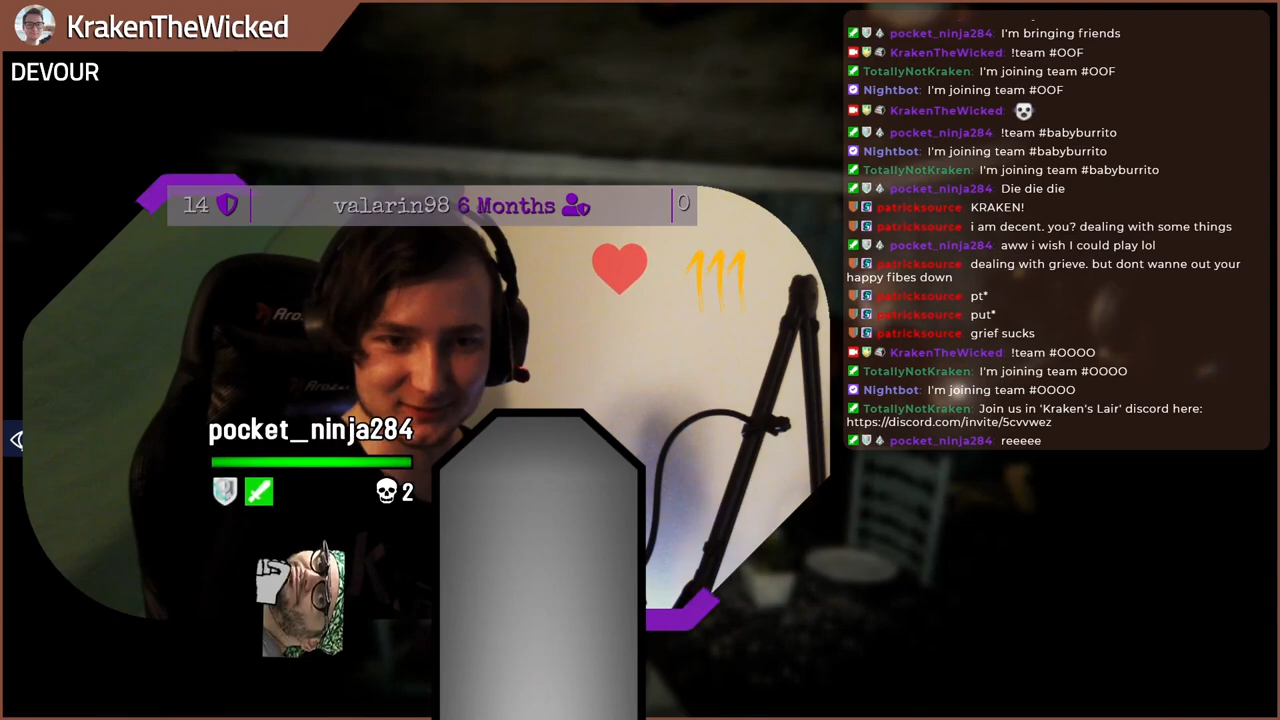 KrakenTheWicked
DEVOUR
14 valarin98 6 Months 0
111
pocket_ninja284
2
pocket_ninja284: I'm bringing friends
KrakenTheWicked: !team #OOF
TotallyNotKraken: I'm joining team #OOF
Nightbot: I'm joining team #OOF
KrakenTheWicked:
pocket_ninja284 !team #babyburrito
Nightbot: I'm joining team #babyburrito
TotallyNotKraken: I'm joining team #babyburrito
pocket_ninja284 Die die die
patricksource: KRAKEN!
patricksource: i am decent. you? dealing with some things
pocket_ninja284: aww i wish I could play lol
patricksource: dealing with grieve. but dont wanne out your
happy fibes down
patricksource: pt*
patricksource: put*
patricksource: grief sucks
KrakenTheWicked: !team #OOOO
TotallyNotKraken: I'm joining team #OOOO
Nightbot: I'm joining team #OOOO
TotallyNotKraken: Join us in 'Kraken's Lair' discord here:
https://discord.com/invite/5cvvwez
pocket_ninja284: reeeee